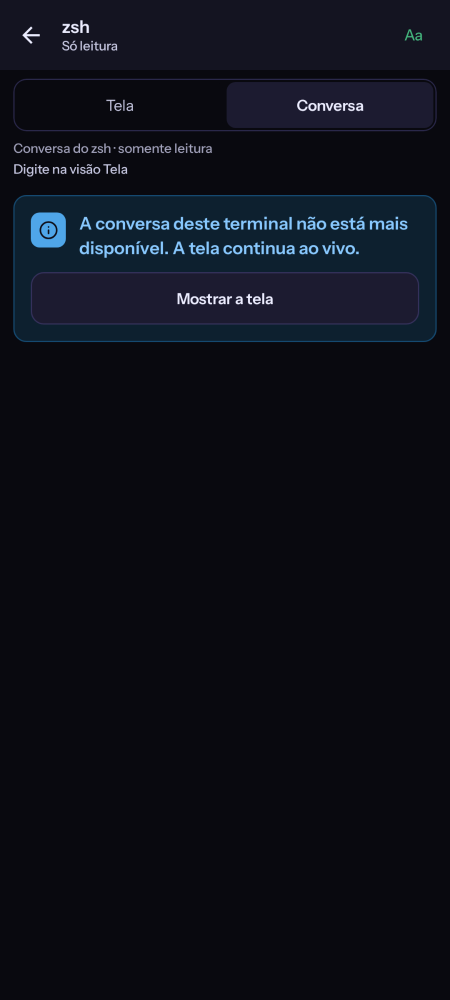 zsh
Só leitura
Aa
Tela
Conversa
Conversa do zsh · somente leitura
Digite na visão Tela
A conversa deste terminal não está mais
disponível. A tela continua ao vivo.
Mostrar a tela